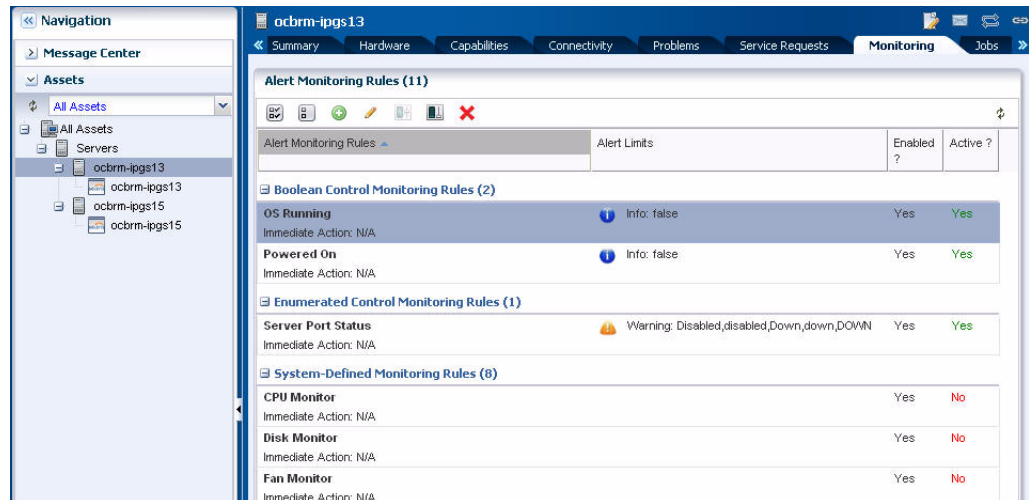 Navigation
Message Center
Assets
All Assets
All Assets
Servers
ocbrm-ipgs13
ocbrm-ipgs13
ocbrm-ipgs15
ocbrm-ipgs15
ocbrm-ipgs13
Summary Hardware Capabilities Connectivity Problems Service Requests Monitoring Jobs
Alert Monitoring Rules (11)
Alert Monitoring Rules Alert Limits Enabled ? Active ?
Boolean Control Monitoring Rules (2)
OS Running Info: false Yes Yes
Immediate Action: N/A
Powered On Info: false Yes Yes
Immediate Action: N/A
Enumerated Control Monitoring Rules (1)
Server Port Status Warning: Disabled,disabled,Down,down,DOWN Yes Yes
Immediate Action: N/A
System-Defined Monitoring Rules (8)
CPU Monitor Yes No
Immediate Action: N/A
Disk Monitor Yes No
Immediate Action: N/A
Fan Monitor Yes No
Immediate Action: N/A